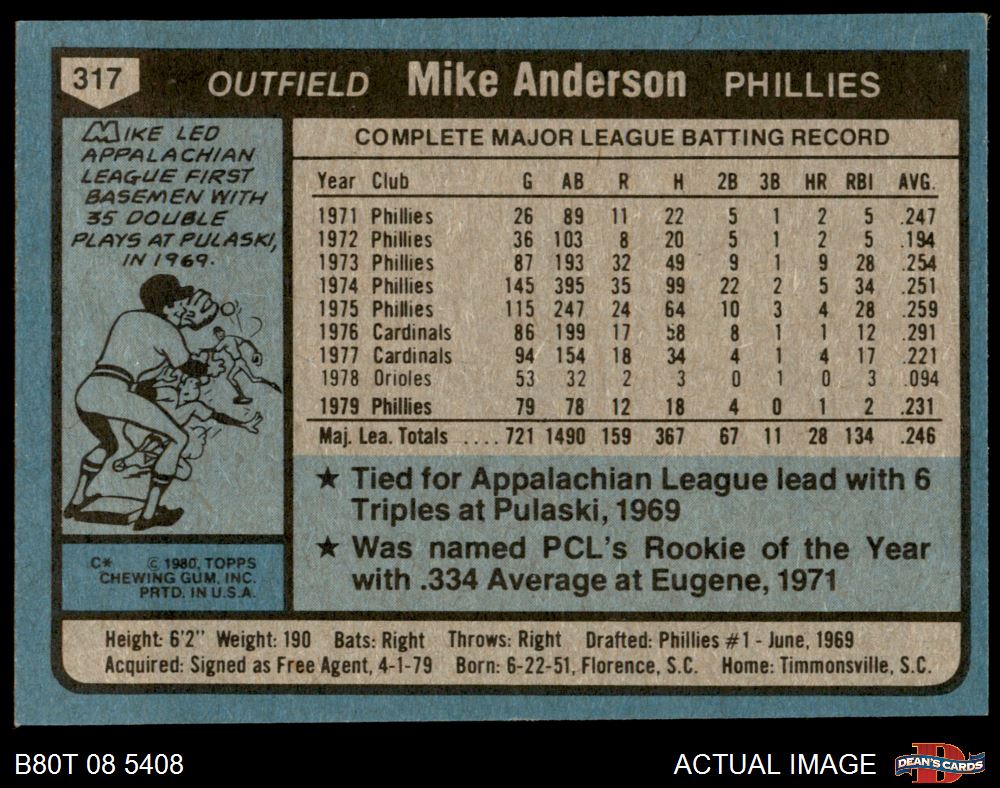 317 OUTFIELD Mike Anderson PHILLIES
MIKE LED
APPALACHIAN
LEAGUE FIRST
BASEMEN WITH
35 DOUBLE
PLAYS AT PULASKI,
IN 1969.
C* © 1980, TOPPS
CHEWING GUM, INC.
PRTD. IN U.S.A.
COMPLETE MAJOR LEAGUE BATTING RECORD
Year Club G AB R H 2B 3B HR RBI AVG.
1971 Phillies 26 89 11 22 5 1 2 5 .247
1972 Phillies 36 103 8 20 5 1 2 5 .194
1973 Phillies 87 193 32 49 9 1 9 28 .254
1974 Phillies 145 395 35 99 22 2 5 34 .251
1975 Phillies 115 247 24 64 10 3 4 28 .259
1976 Cardinals 86 199 17 58 8 1 1 12 .291
1977 Cardinals 94 154 18 34 4 1 4 17 .221
1978 Orioles 53 32 2 3 0 1 0 3 .094
1979 Phillies 79 78 12 18 4 0 1 2 .231
Maj. Lea. Totals .... 721 1490 159 367 67 11 28 134 .246
★ Tied for Appalachian League lead with 6
Triples at Pulaski, 1969
★ Was named PCL's Rookie of the Year
with .334 Average at Eugene, 1971
Height: 6'2" Weight: 190 Bats: Right Throws: Right Drafted: Phillies #1 - June, 1969
Acquired: Signed as Free Agent, 4-1-79 Born: 6-22-51, Florence, S.C. Home: Timmonsville, S.C.
B80T 08 5408 ACTUAL IMAGE DEAN'S CARDS